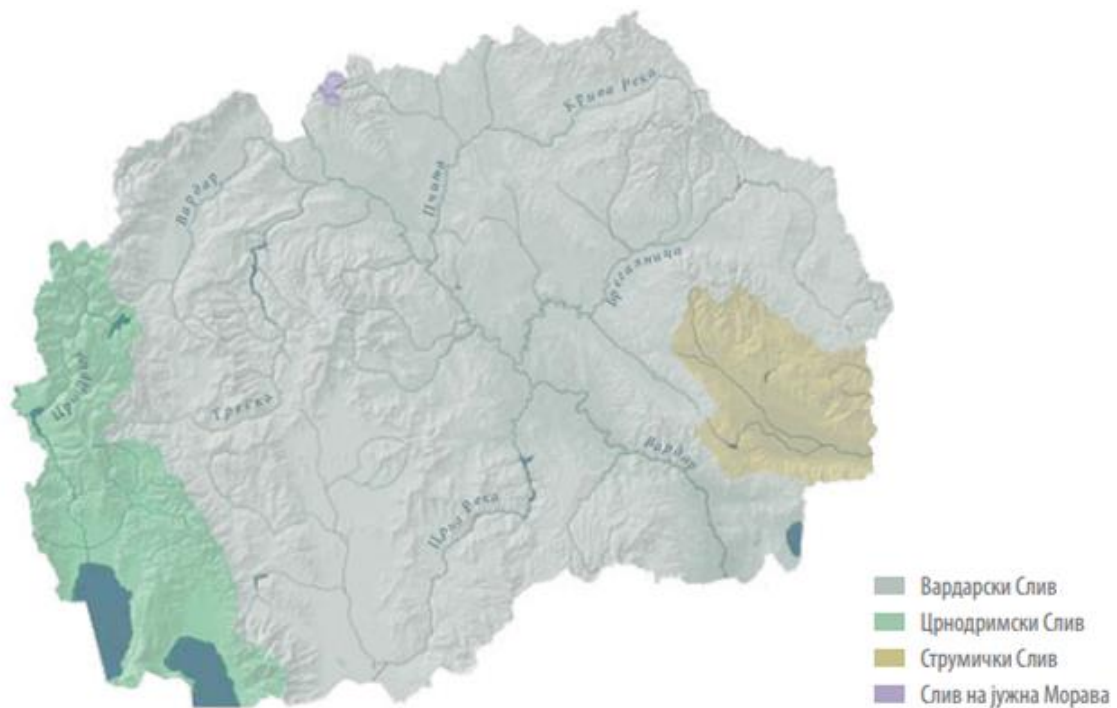 Крива Река
Пчиња
Вардар
Брегалница
Црн Дрим
Треска
Вардар
Црна Река
Вардарски Слив
Црнодримски Слив
Струмички Слив
Слив на јужна Морава